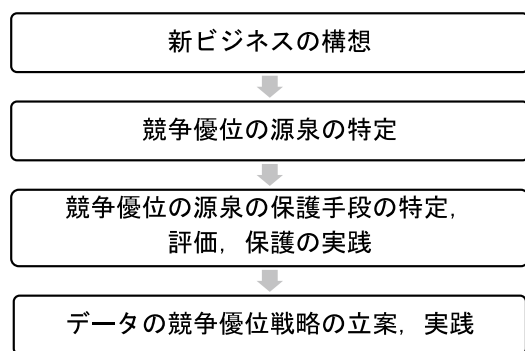 新ビジネスの構想
競争優位の源泉の特定
競争優位の源泉の保護手段の特定，
評価，保護の実践
データの競争優位戦略の立案，実践